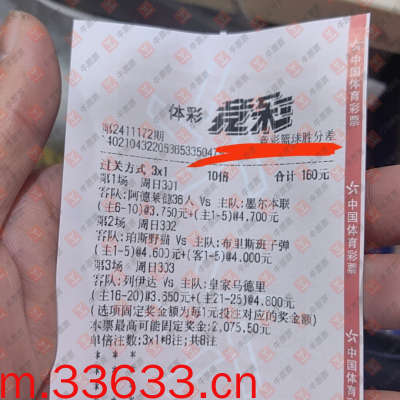 体彩 竞彩
第2411172期 竞彩篮球胜分差
过关方式 3x1 10倍 合计 160元
第1场 周日301
客队:阿德莱德36人 Vs 主队:墨尔本联
(主6-10)@3.750元+(主1-5)@4.700元
第2场 周日302
客队:珀斯野猫 Vs 主队:布里斯班子弹
(主1-5)@4.600元+(客1-5)@4.000元
第3场 周日303
客队:列伊达 Vs 主队:皇家马德里
(主16-20)@3.650元+(主21-25)@4.800元
(选项固定奖金额为每1元投注对应的奖金额)
本票最高可能固定奖金:2,075.50元
单倍注数:3x1*8注;共8注
中国体育彩票
中国体育彩票
中国体育彩票
m.33633.cn